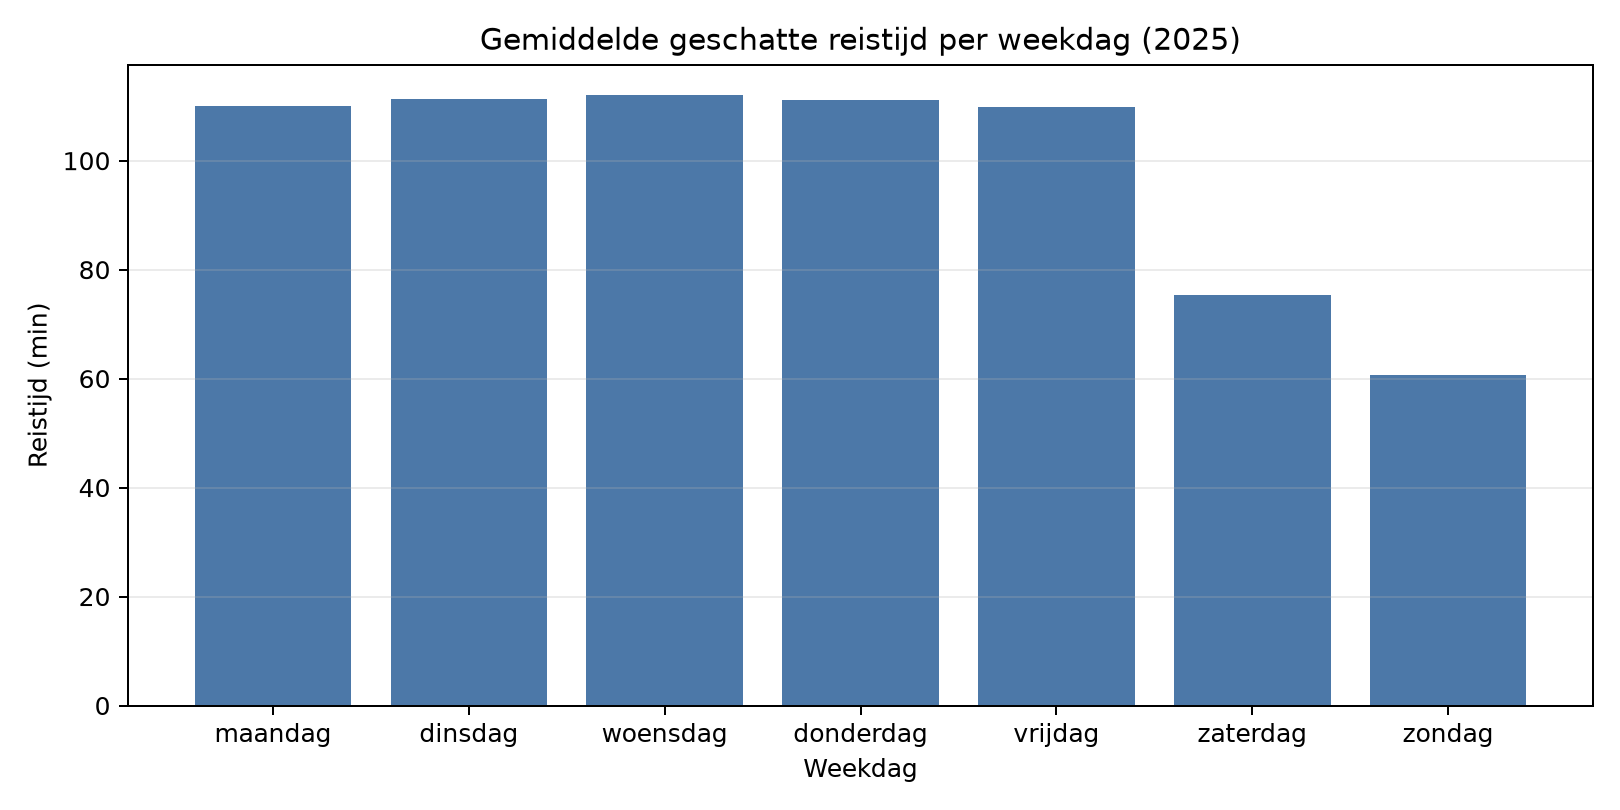 Gemiddelde geschatte reistijd per weekdag (2025)
Reistijd (min)
100
80
60
40
20
0
maandag dinsdag woensdag donderdag vrijdag zaterdag zondag
Weekdag